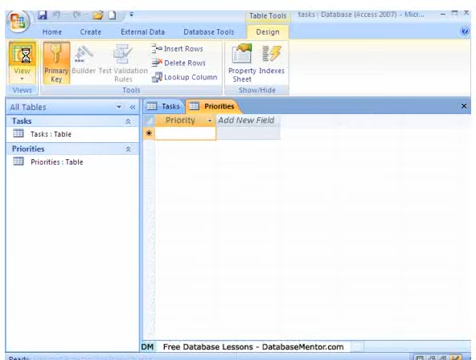 Table Tools tasks : Database (Access 2007) - Micr...
Home Create External Data Database Tools Design
View Primary Key Builder Test Validation Rules Insert Rows Delete Rows Lookup Column Property Sheet Indexes
Views Tools Show/Hide
All Tables Tasks Priorities
Tasks Priority Add New Field
Tasks : Table
Priorities
Priorities : Table
DM Free Database Lessons - DatabaseMentor.com
Ready